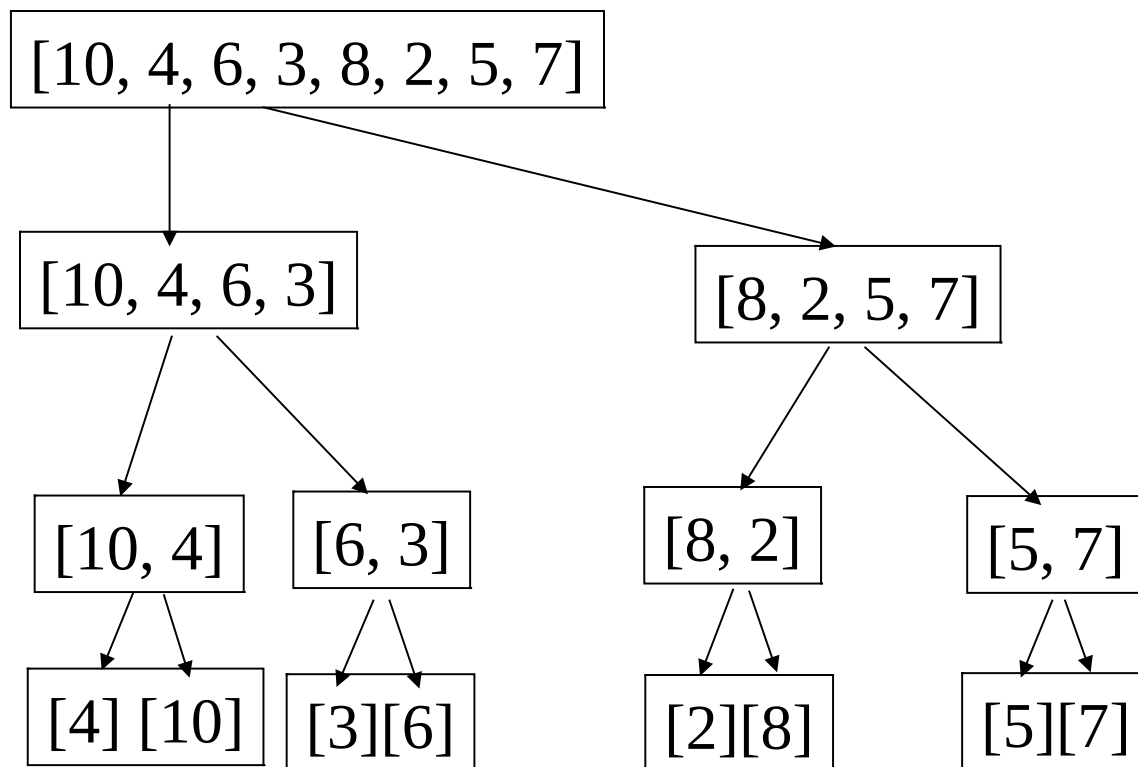 [10, 4, 6, 3, 8, 2, 5, 7]
[10, 4, 6, 3]
[8, 2, 5, 7]
[10, 4]
[6, 3]
[8, 2]
[5, 7]
[4] [10]
[3][6]
[2][8]
[5][7]